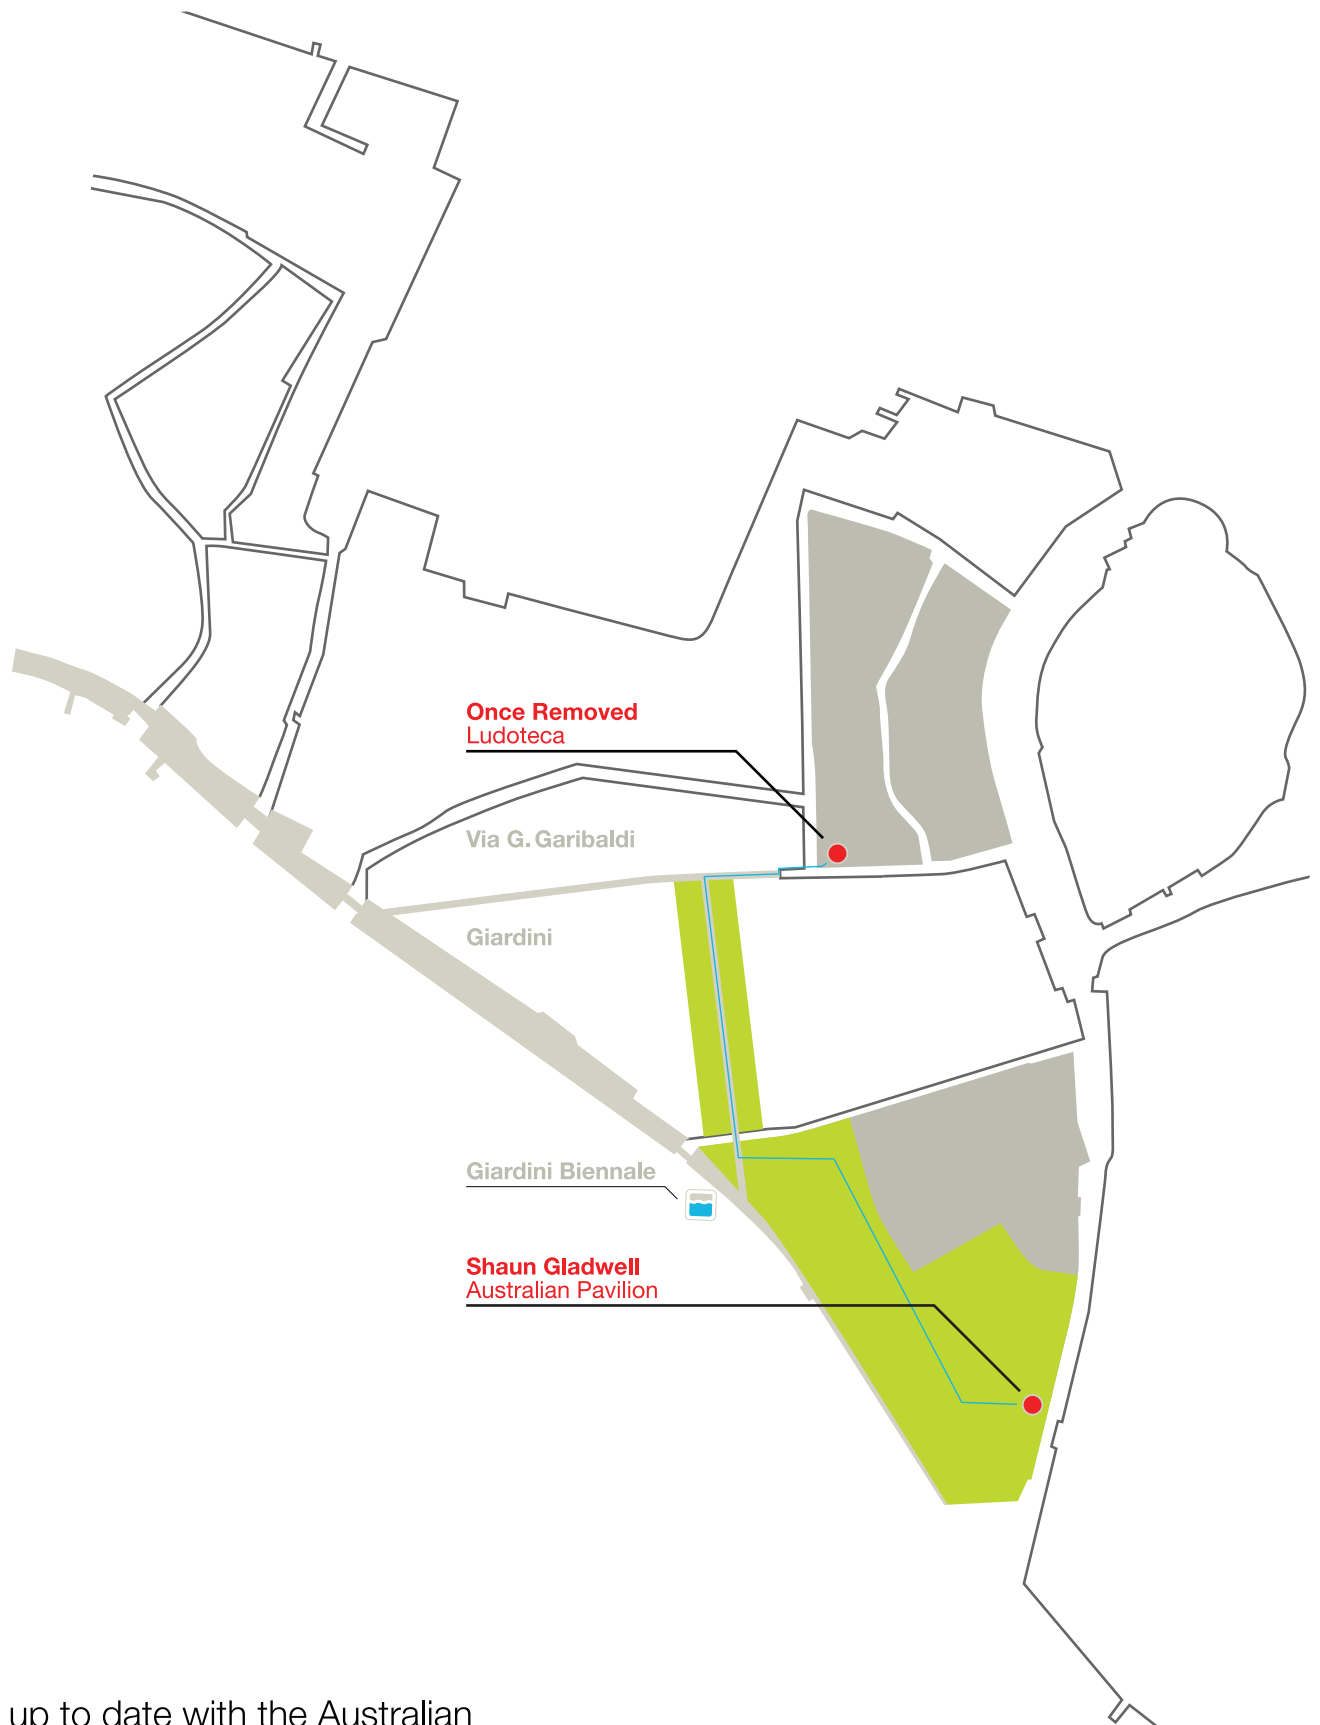 Once Removed
Ludoteca
Via G. Garibaldi
Giardini
Giardini Biennale
Shaun Gladwell
Australian Pavilion
up to date with the Australian